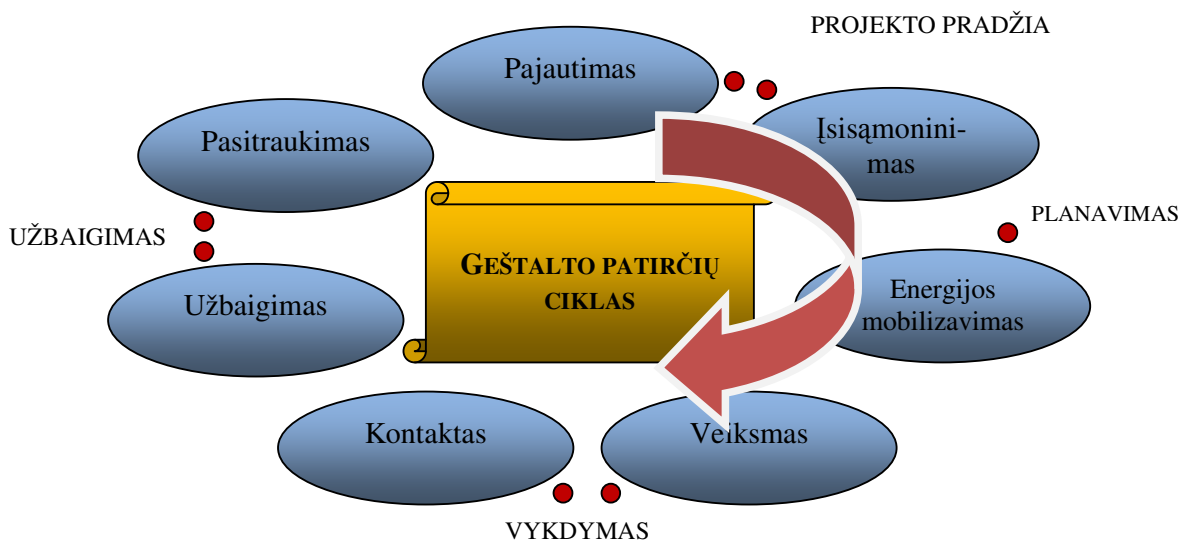 PROJEKTO PRADŽIA
Pajautimas
Įsisąmonini-
mas
Pasitraukimas
PLANAVIMAS
UŽBAIGIMAS
GEŠTALTO PATIRČIŲ
CIKLAS
Energijos
mobilizavimas
Užbaigimas
Kontaktas
Veiksmas
VYKDYMAS